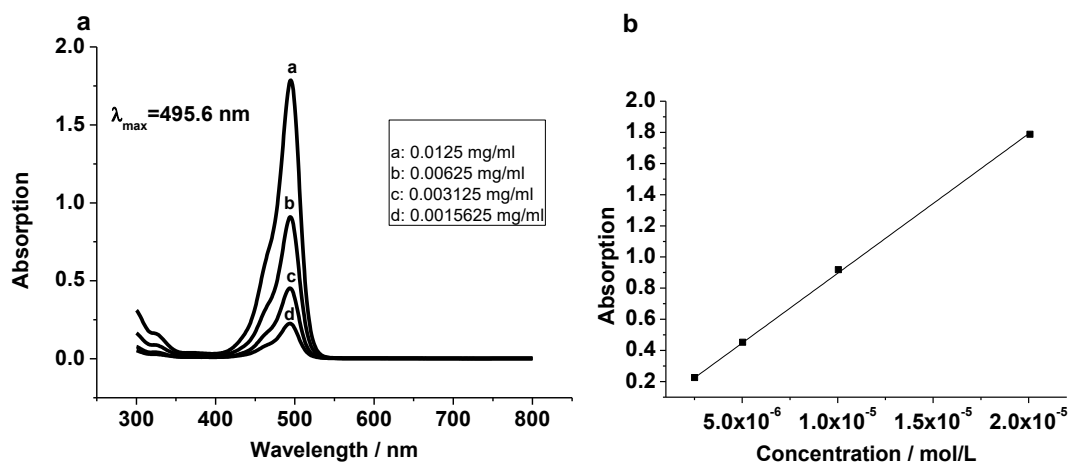 a
2.0
1.5
1.0
0.5
0.0
Absorption
λmax=495.6 nm
a
b
c
d
a: 0.0125 mg/ml
b: 0.00625 mg/ml
c: 0.003125 mg/ml
d: 0.0015625 mg/ml
300 400 500 600 700 800
Wavelength / nm
b
2.0
1.8
1.6
1.4
1.2
1.0
0.8
0.6
0.4
0.2
Absorption
5.0x10⁻⁶ 1.0x10⁻⁵ 1.5x10⁻⁵ 2.0x10⁻⁵
Concentration / mol/L